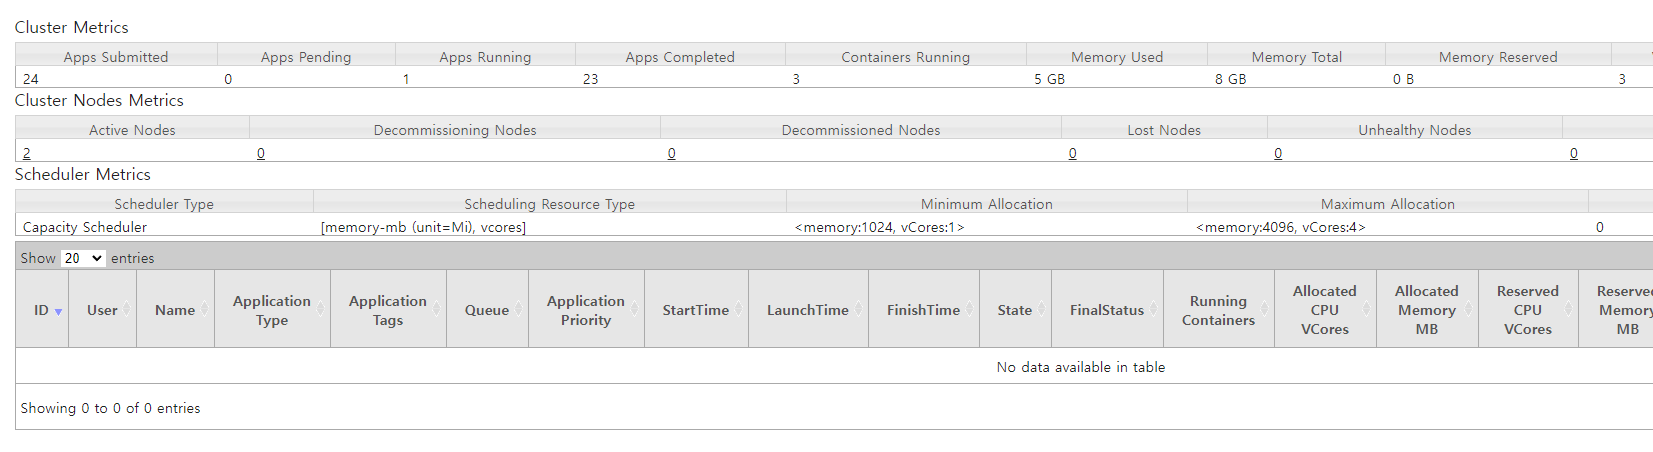 Cluster Metrics
Apps Submitted Apps Pending Apps Running Apps Completed Containers Running Memory Used Memory Total Memory Reserved
24 0 1 23 3 5 GB 8 GB 0 B 3
Cluster Nodes Metrics
Active Nodes Decommissioning Nodes Decommissioned Nodes Lost Nodes Unhealthy Nodes
2 0 0 0 0 0
Scheduler Metrics
Scheduler Type Scheduling Resource Type Minimum Allocation Maximum Allocation
Capacity Scheduler [memory-mb (unit=Mi), vcores] <memory:1024, vCores:1> <memory:4096, vCores:4> 0
Show 20 entries
ID User Name Application Type Application Tags Queue Application Priority StartTime LaunchTime FinishTime State FinalStatus Running Containers Allocated CPU VCores Allocated Memory MB Reserved CPU VCores Reserved Memory MB
No data available in table
Showing 0 to 0 of 0 entries